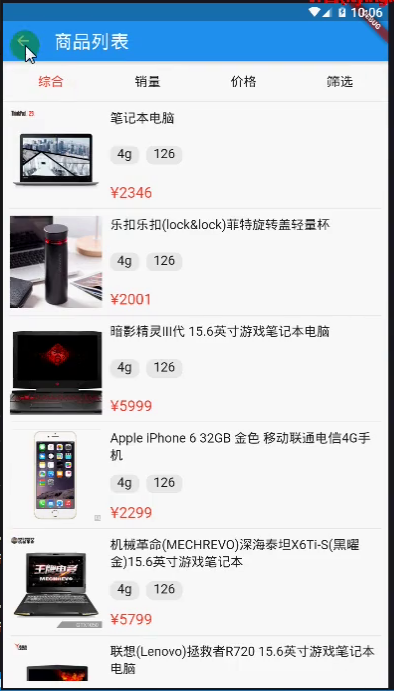 10:06
商品列表
综合 销量 价格 筛选
ThinkPad
笔记本电脑
4g 126
¥2346
乐扣乐扣(lock&lock)菲特旋转盖轻量杯
4g 126
¥2001
暗影精灵III代 15.6英寸游戏笔记本电脑
4g 126
¥5999
Apple IPhone 6 32GB 金色 移动联通电信4G手
机
4g 126
¥2299
机械革命(MECHREVO)深海泰坦X6Ti-S(黑曜
金)15.6英寸游戏笔记本
王牌电竞
MECHREVO
4g 126
¥5799
联想(Lenovo)拯救者R720 15.6英寸游戏笔记本
电脑